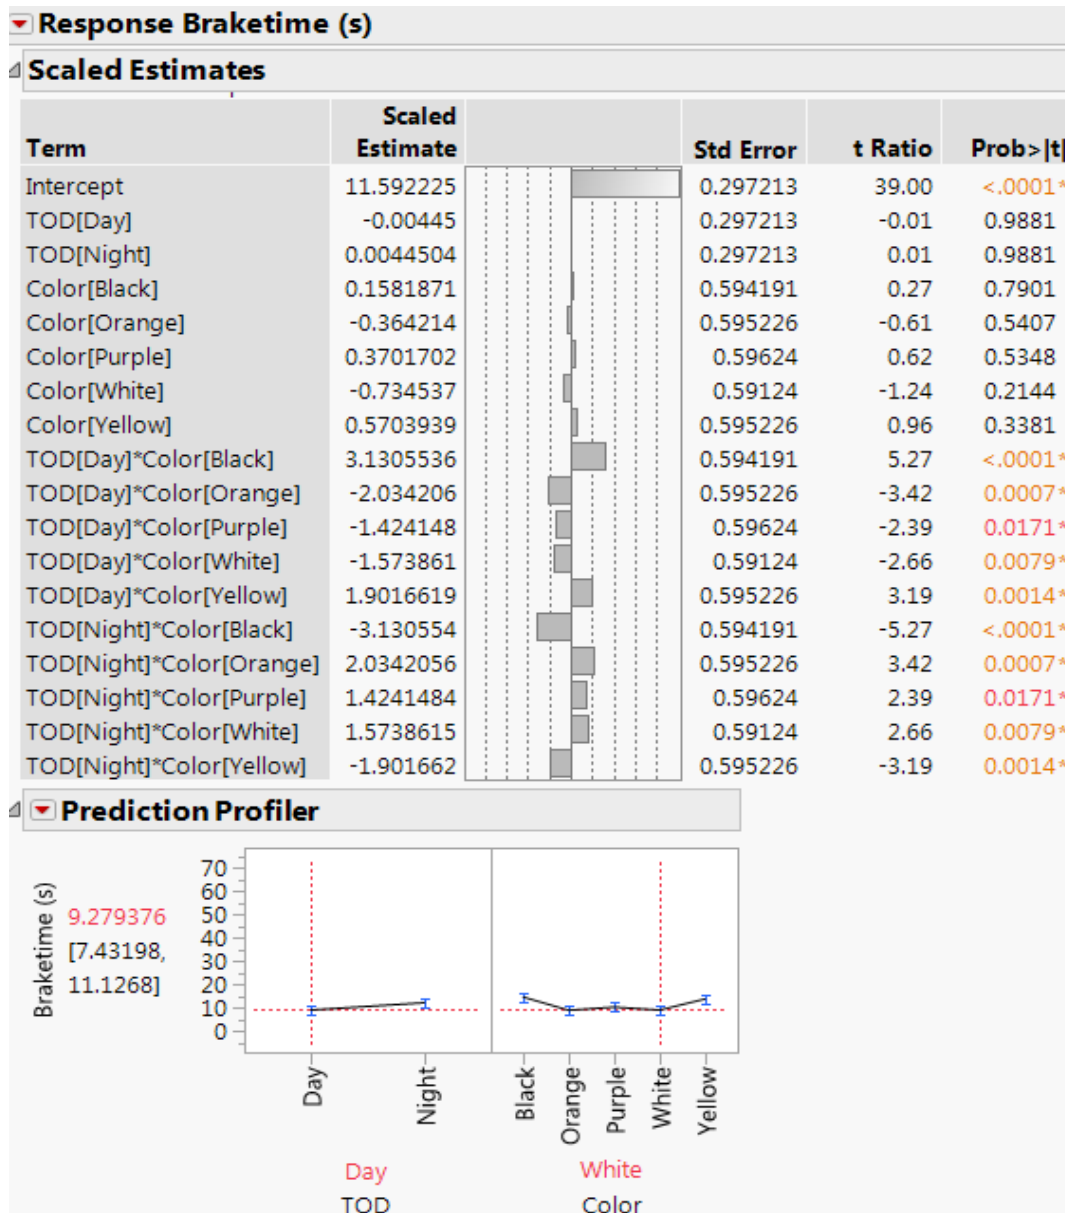 Response Braketime (s)
Scaled Estimates
Term Scaled Estimate Std Error t Ratio Prob>|t|
Intercept 11.592225 0.297213 39.00 <.0001*
TOD[Day] -0.00445 0.297213 -0.01 0.9881
TOD[Night] 0.0044504 0.297213 0.01 0.9881
Color[Black] 0.1581871 0.594191 0.27 0.7901
Color[Orange] -0.364214 0.595226 -0.61 0.5407
Color[Purple] 0.3701702 0.59624 0.62 0.5348
Color[White] -0.734537 0.59124 -1.24 0.2144
Color[Yellow] 0.5703939 0.595226 0.96 0.3381
TOD[Day]*Color[Black] 3.1305536 0.594191 5.27 <.0001*
TOD[Day]*Color[Orange] -2.034206 0.595226 -3.42 0.0007*
TOD[Day]*Color[Purple] -1.424148 0.59624 -2.39 0.0171*
TOD[Day]*Color[White] -1.573861 0.59124 -2.66 0.0079*
TOD[Day]*Color[Yellow] 1.9016619 0.595226 3.19 0.0014*
TOD[Night]*Color[Black] -3.130554 0.594191 -5.27 <.0001*
TOD[Night]*Color[Orange] 2.0342056 0.595226 3.42 0.0007*
TOD[Night]*Color[Purple] 1.4241484 0.59624 2.39 0.0171*
TOD[Night]*Color[White] 1.5738615 0.59124 2.66 0.0079*
TOD[Night]*Color[Yellow] -1.901662 0.595226 -3.19 0.0014*
Prediction Profiler
Braketime (s)
9.279376
[7.43198,
11.1268]
70
60
50
40
30
20
10
0
Day Night Black Orange Purple White Yellow
Day White
TOD Color